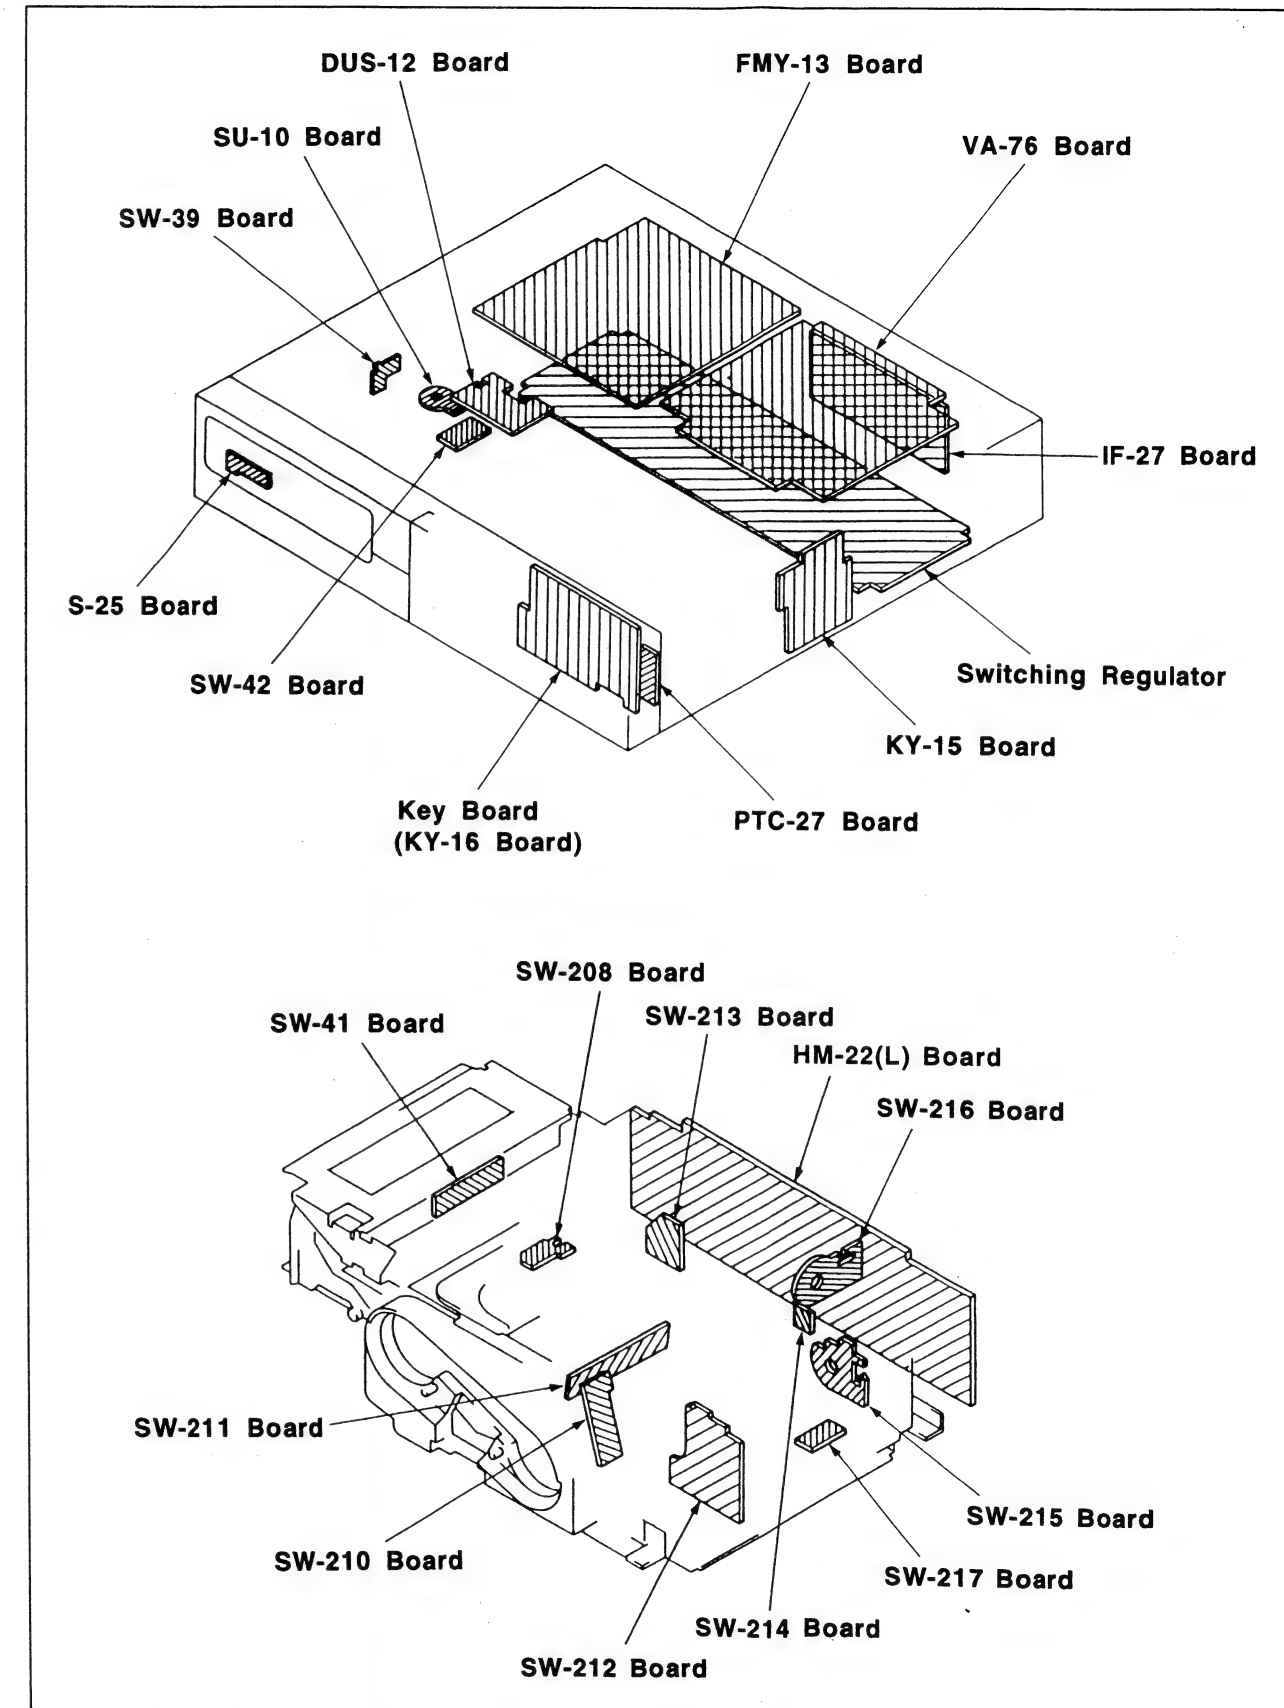 DUS-12 Board
FMY-13 Board
SU-10 Board
VA-76 Board
SW-39 Board
IF-27 Board
S-25 Board
SW-42 Board
Switching Regulator
KY-15 Board
Key Board
(KY-16 Board)
PTC-27 Board
SW-208 Board
SW-213 Board
SW-41 Board
HM-22(L) Board
SW-216 Board
SW-211 Board
SW-215 Board
SW-210 Board
SW-217 Board
SW-214 Board
SW-212 Board